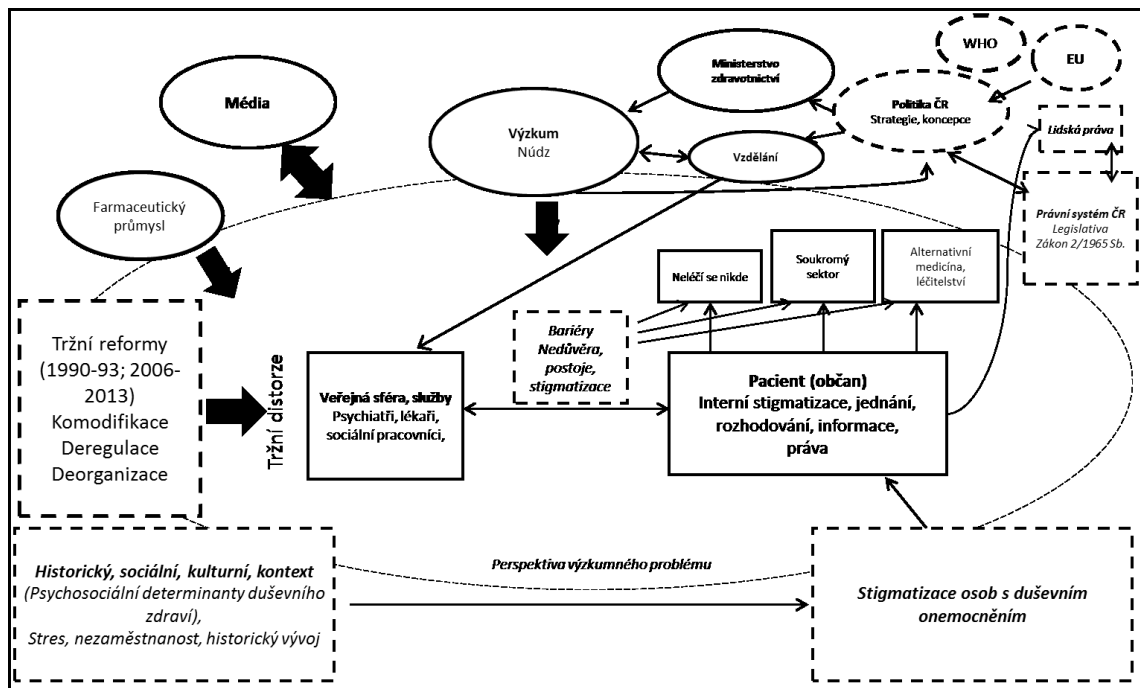 WHO
EU
Ministerstvo
zdravotnictví
Média
Politika ČR
Strategie, koncepce
Výzkum
Núdz
Lidská práva
Vzdělání
Farmaceutický
průmysl
Právní systém ČR
Legislativa
Zákon 2/1965 Sb.
Neléčí se nikde
Soukromý
sektor
Alternativní
medicína,
léčitelství
Tržní reformy
(1990-93; 2006-
2013)
Komodifikace
Deregulace
Deorganizace
Tržní distorze
Bariéry
Nedůvěra,
postoje,
stigmatizace
Veřejná sféra, služby
Psychiatři, lékaři,
sociální pracovníci,
Pacient (občan)
Interní stigmatizace, jednání,
rozhodování, informace,
práva
Perspektiva výzkumného problému
Historický, sociální, kulturní, kontext
(Psychosociální determinanty duševního
zdraví),
Stres, nezaměstnanost, historický vývoj
Stigmatizace osob s duševním
onemocněním